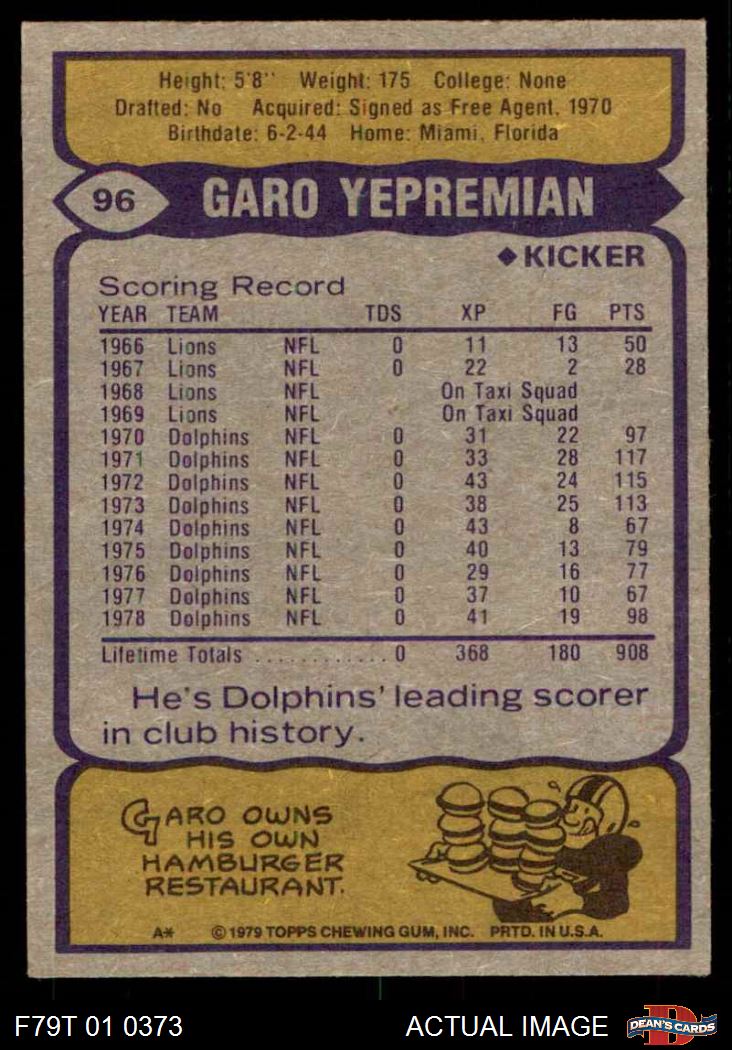 Height: 5'8" Weight: 175 College: None
Drafted: No Acquired: Signed as Free Agent, 1970
Birthdate: 6-2-44 Home: Miami, Florida
96 GARO YEPREMIAN
◆KICKER
Scoring Record
YEAR TEAM TDS XP FG PTS
1966 Lions NFL 0 11 13 50
1967 Lions NFL 0 22 2 28
1968 Lions NFL On Taxi Squad
1969 Lions NFL On Taxi Squad
1970 Dolphins NFL 0 31 22 97
1971 Dolphins NFL 0 33 28 117
1972 Dolphins NFL 0 43 24 115
1973 Dolphins NFL 0 38 25 113
1974 Dolphins NFL 0 43 8 67
1975 Dolphins NFL 0 40 13 79
1976 Dolphins NFL 0 29 16 77
1977 Dolphins NFL 0 37 10 67
1978 Dolphins NFL 0 41 19 98
Lifetime Totals ............0 368 180 908
He's Dolphins' leading scorer
in club history.
GARO OWNS
HIS OWN
HAMBURGER
RESTAURANT.
A* © 1979 TOPPS CHEWING GUM, INC. PRTD. IN U.S.A.
F79T 01 0373 ACTUAL IMAGE D DEAN'S CARDS